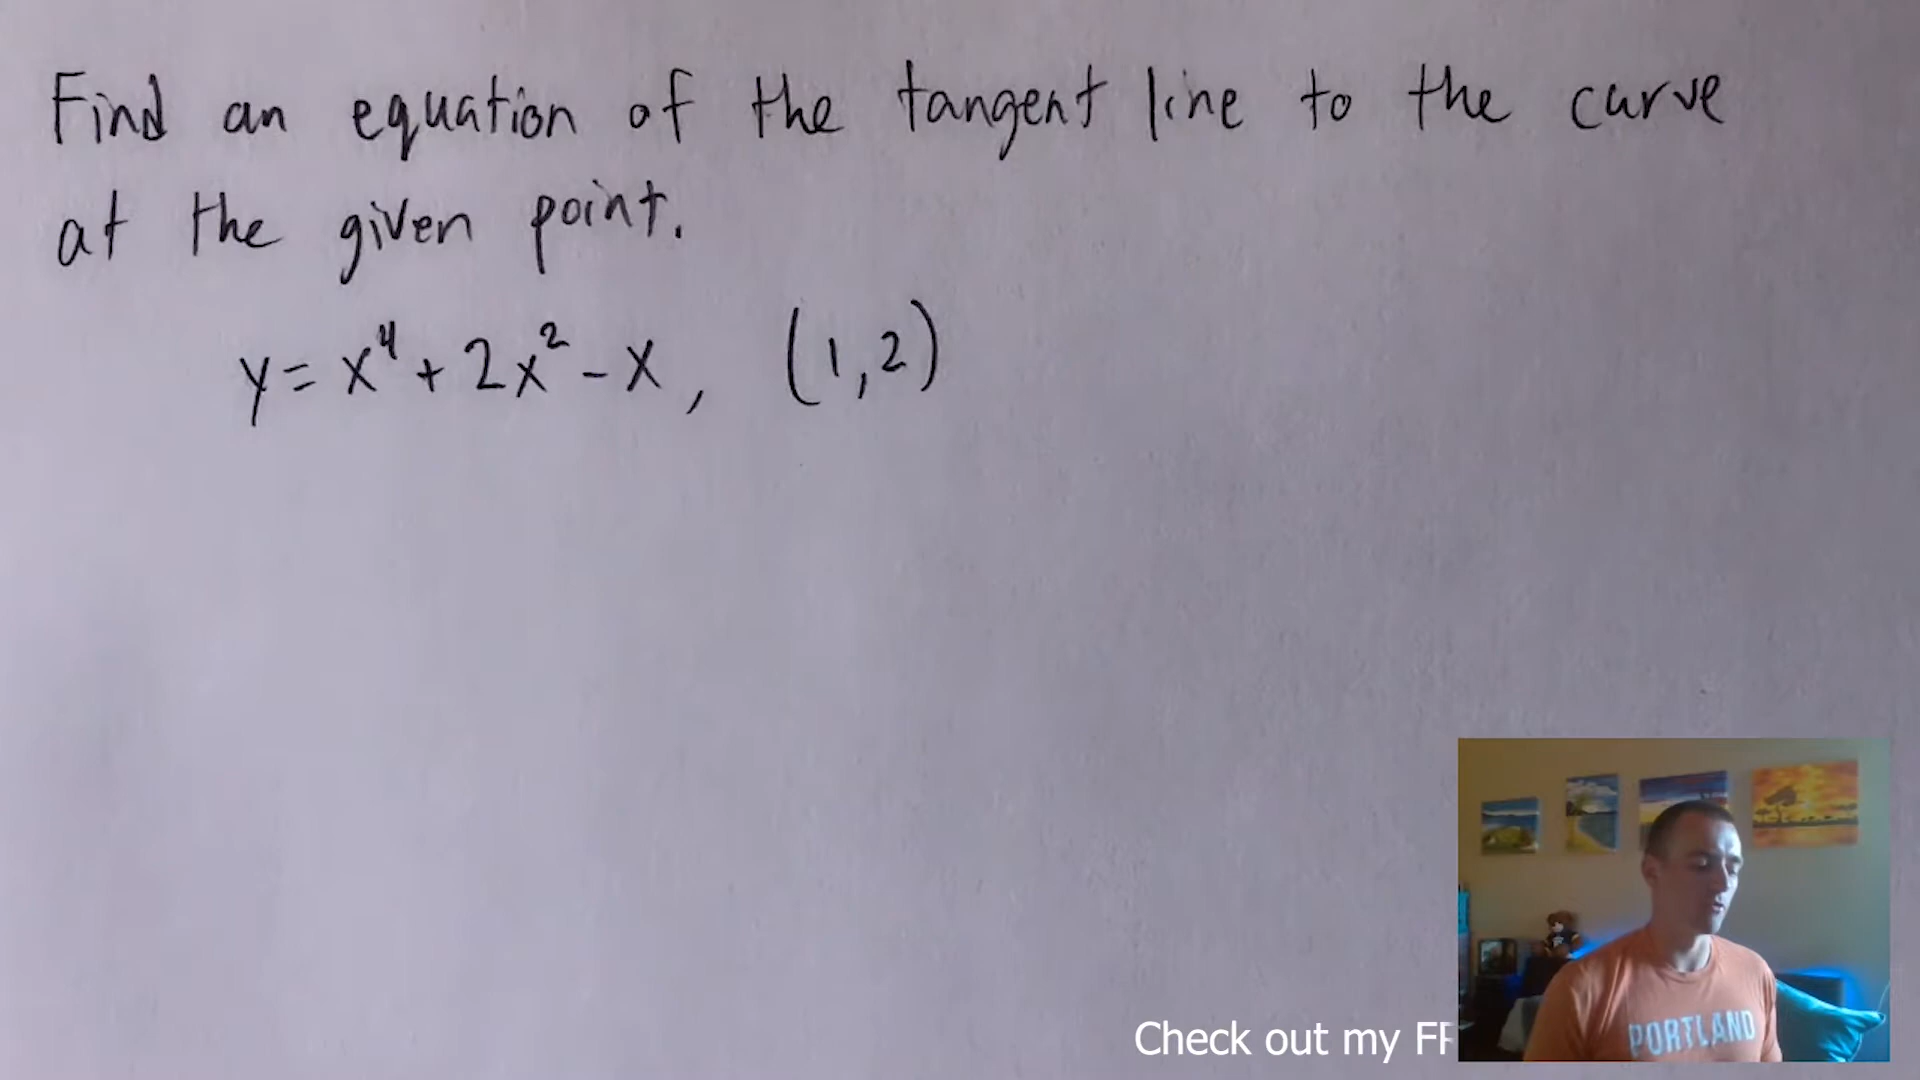 Find an equation of the tangent line to the curve
at the given point.
y = x⁴ + 2x² - x, (1,2)
PORTLAND
Check out my FR